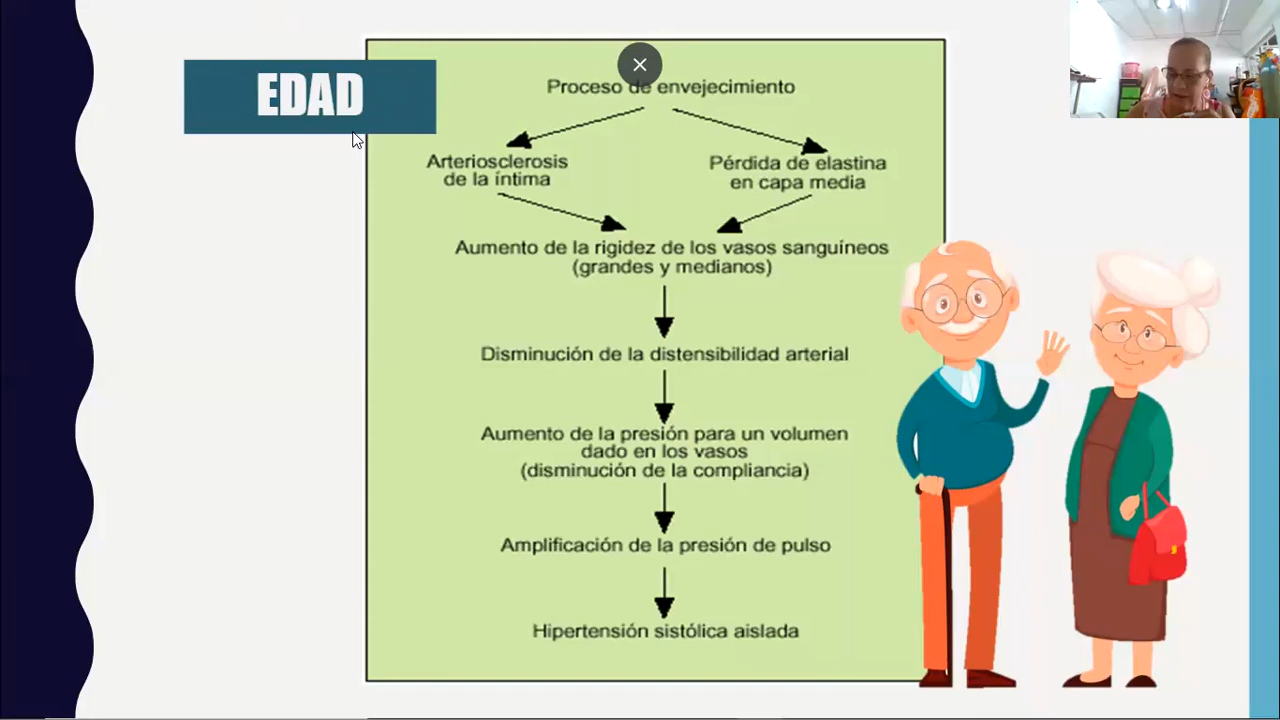 EDAD
Proceso de envejecimiento
Arteriosclerosis
de la íntima
Pérdida de elastina
en capa media
Aumento de la rigidez de los vasos sanguíneos
(grandes y medianos)
Disminución de la distensibilidad arterial
Aumento de la presión para un volumen
dado en los vasos
(disminución de la compliancia)
Amplificación de la presión de pulso
Hipertensión sistólica aislada